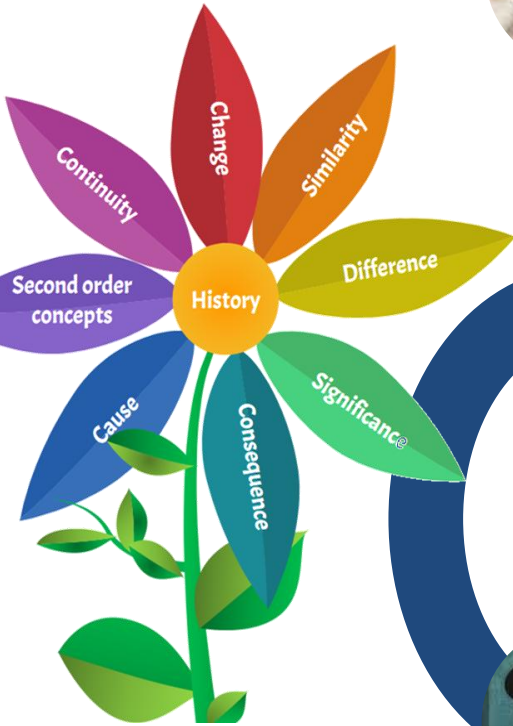 Change
Similarity
Continuity
Difference
Second order
concepts
History
Significance
Cause
Consequence